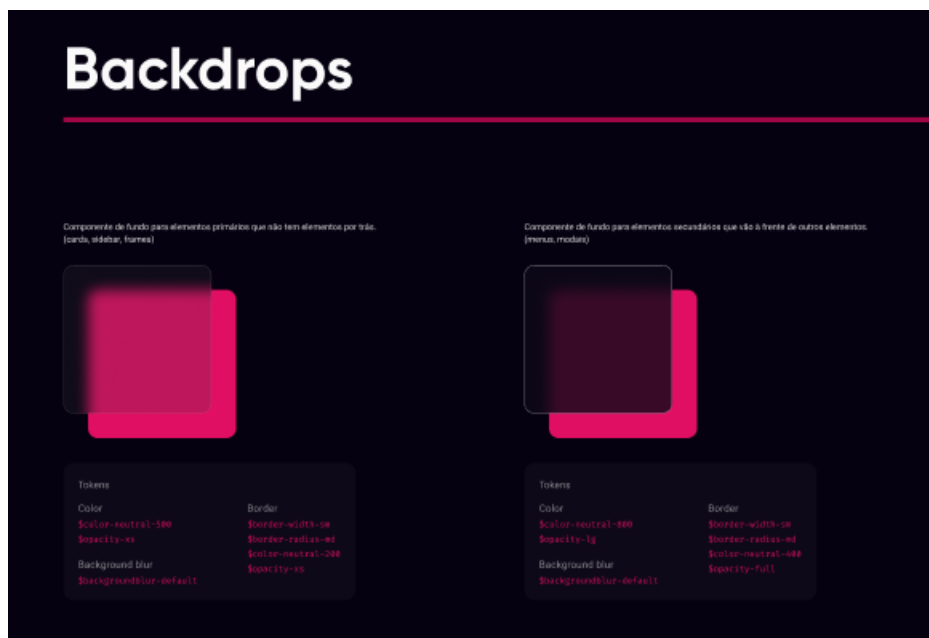 Backdrops
Componente de fundo para elementos primários que não tem elementos por trás.
(cards, sidebar, frames)
Componente de fundo para elementos secundários que vão à frente de outros elementos.
(menus, modais)
Tokens
Color
$color-neutral-500
$opacity-xs
Background blur
$backgroundblur-default
Border
$border-width-sm
$border-radius-md
$color-neutral-200
$opacity-xs
Tokens
Color
$color-neutral-800
$opacity-lg
Background blur
$backgroundblur-default
Border
$border-width-sm
$border-radius-md
$color-neutral-400
$opacity-full